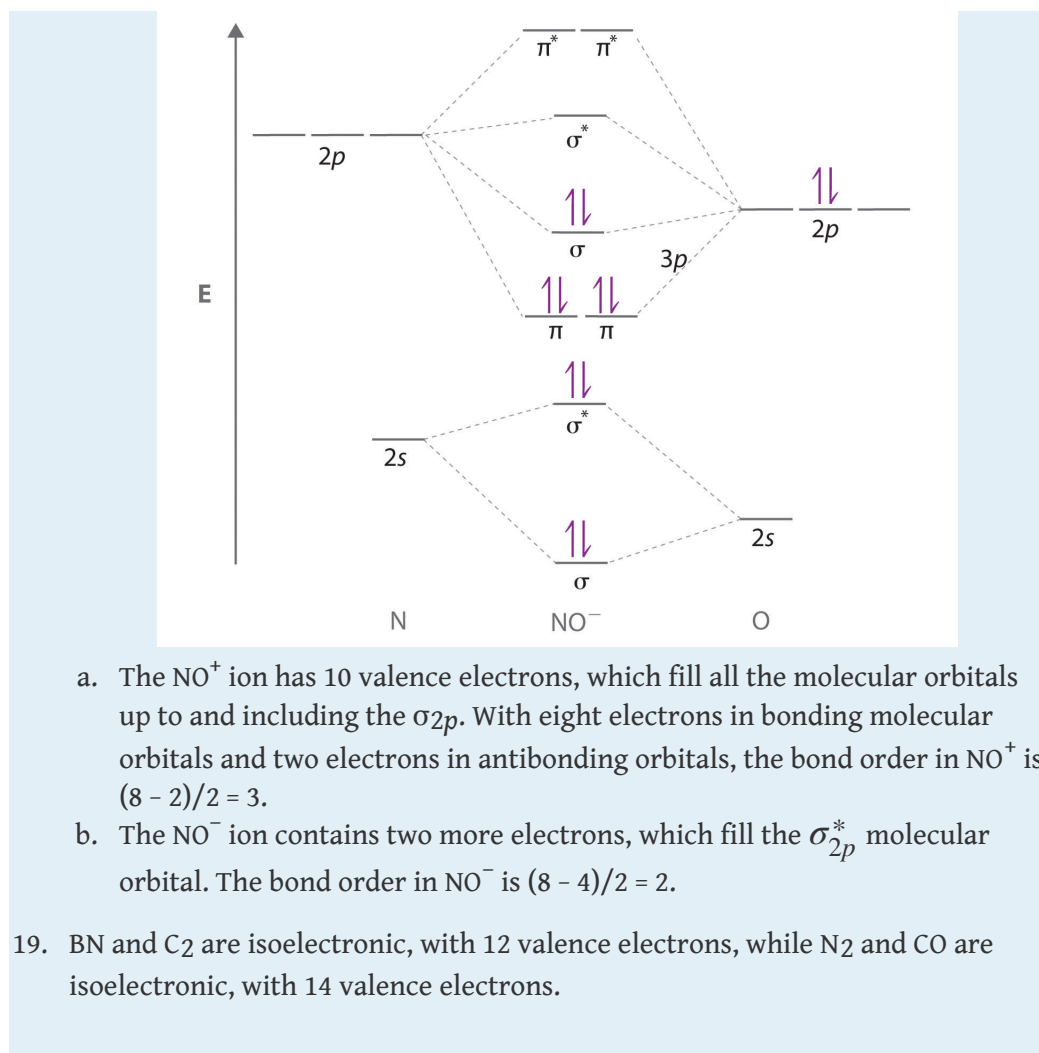 π* π*
σ*
2p
σ
2p
3p
E
π π
σ*
2s
2s
σ
N NO⁻ O
a. The NO⁺ ion has 10 valence electrons, which fill all the molecular orbitals
up to and including the σ2p. With eight electrons in bonding molecular
orbitals and two electrons in antibonding orbitals, the bond order in NO⁺ is
(8 – 2)/2 = 3.
b. The NO⁻ ion contains two more electrons, which fill the σ*2p molecular
orbital. The bond order in NO⁻ is (8 – 4)/2 = 2.
19. BN and C2 are isoelectronic, with 12 valence electrons, while N2 and CO are
isoelectronic, with 14 valence electrons.